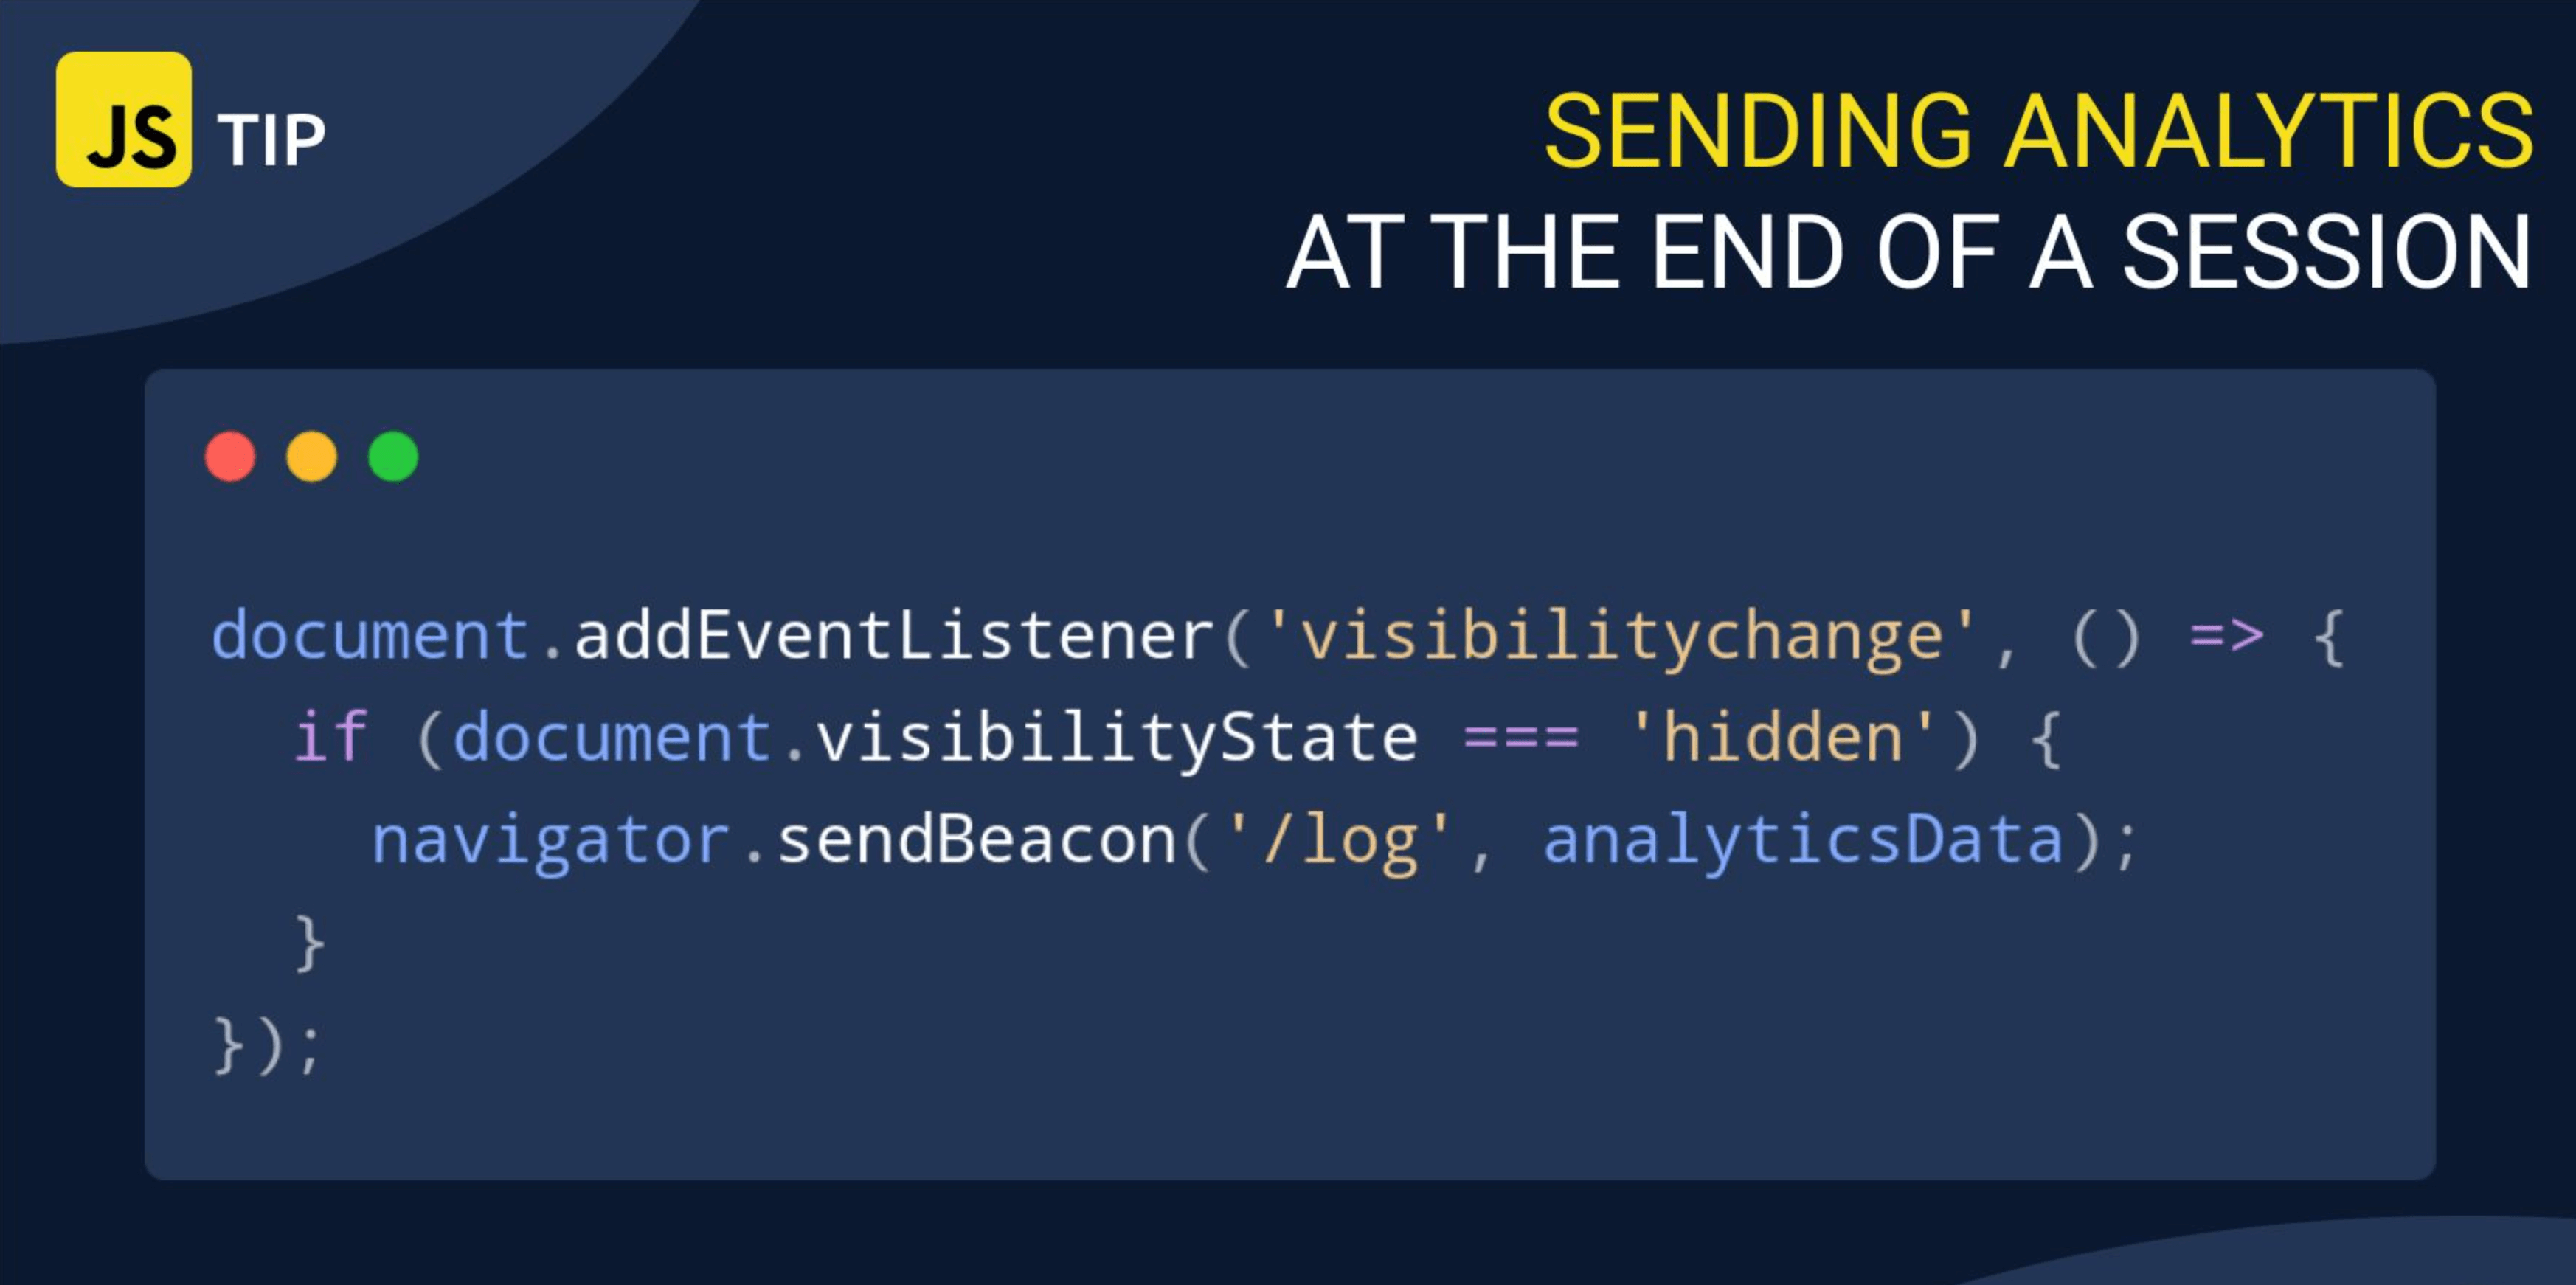 JS TIP
SENDING ANALYTICS
AT THE END OF A SESSION
document.addEventListener('visibilitychange', () => {
  if (document.visibilityState === 'hidden') {
    navigator.sendBeacon('/log', analyticsData);
  }
});